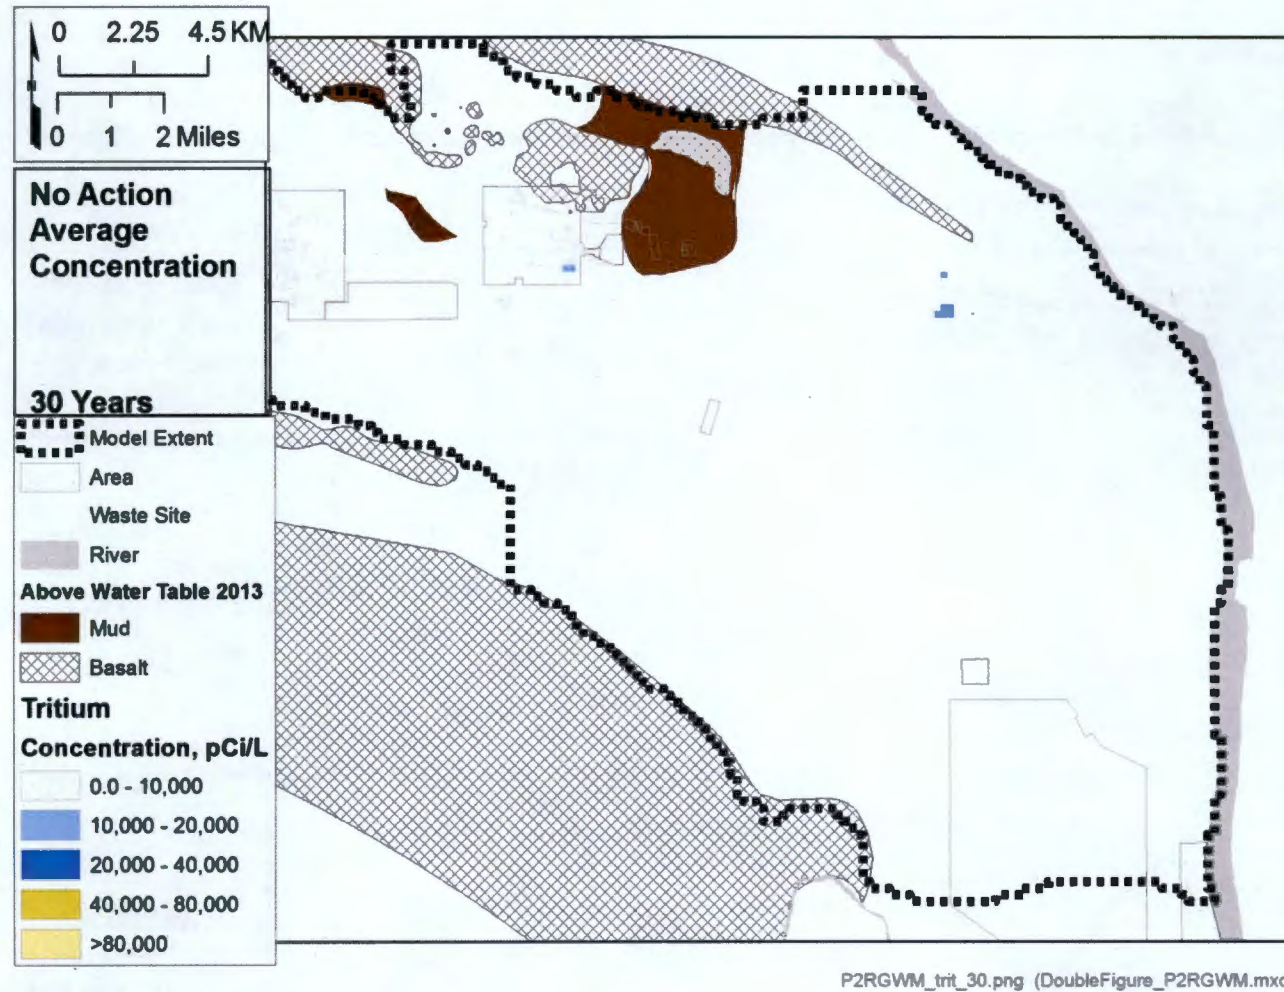 0 2.25 4.5 KM
0 1 2 Miles
No Action
Average
Concentration
30 Years
Model Extent
Area
Waste Site
River
Above Water Table 2013
Mud
Basalt
Tritium
Concentration, pCi/L
0.0 - 10,000
10,000 - 20,000
20,000 - 40,000
40,000 - 80,000
>80,000
P2RGWM_trit_30.png (DoubleFigure_P2RGWM.mxd